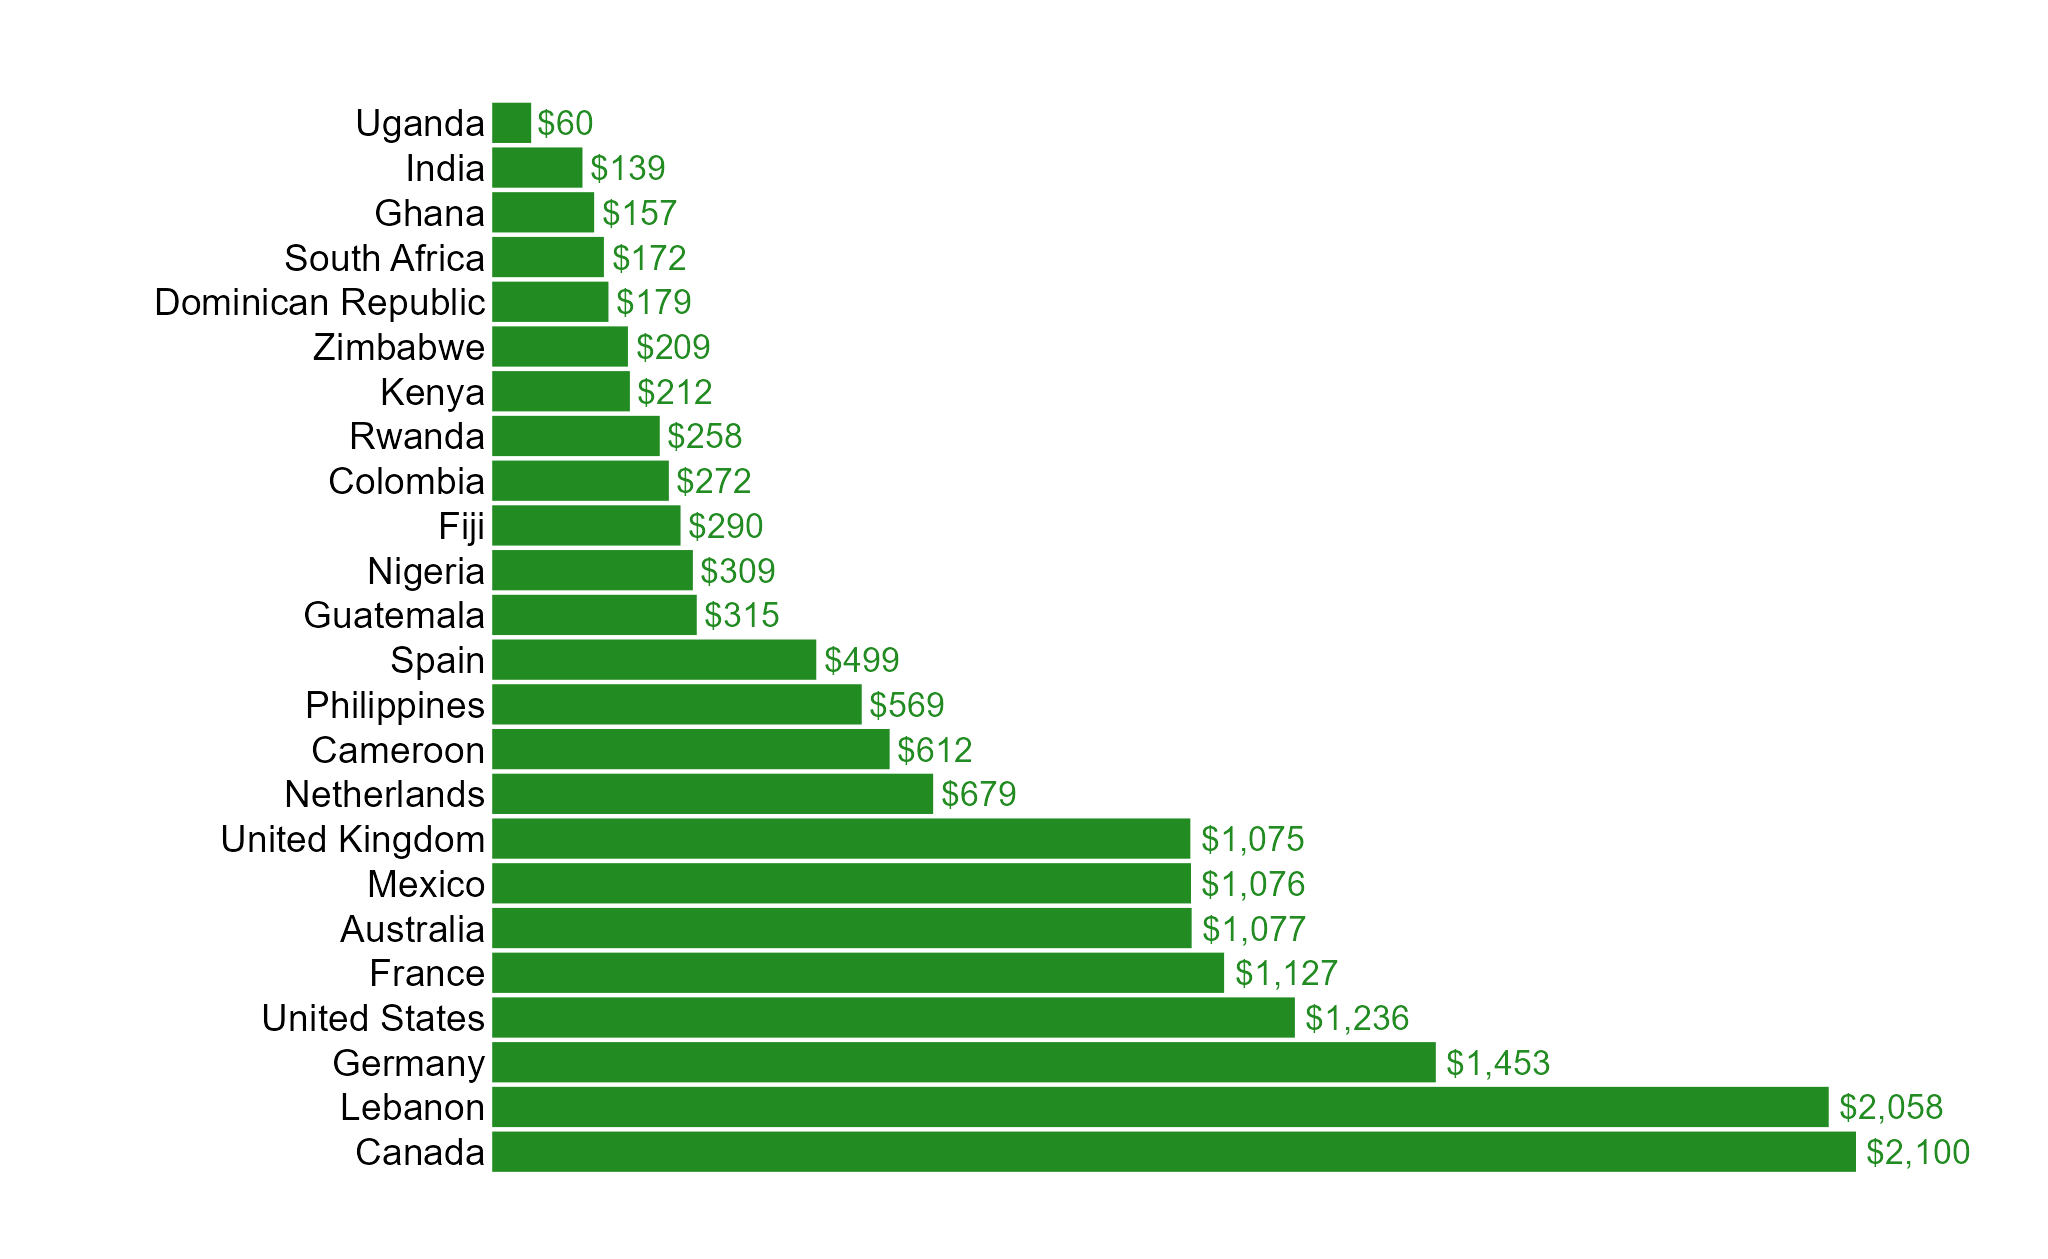 Uganda $60
India $139
Ghana $157
South Africa $172
Dominican Republic $179
Zimbabwe $209
Kenya $212
Rwanda $258
Colombia $272
Fiji $290
Nigeria $309
Guatemala $315
Spain $499
Philippines $569
Cameroon $612
Netherlands $679
United Kingdom $1,075
Mexico $1,076
Australia $1,077
France $1,127
United States $1,236
Germany $1,453
Lebanon $2,058
Canada $2,100